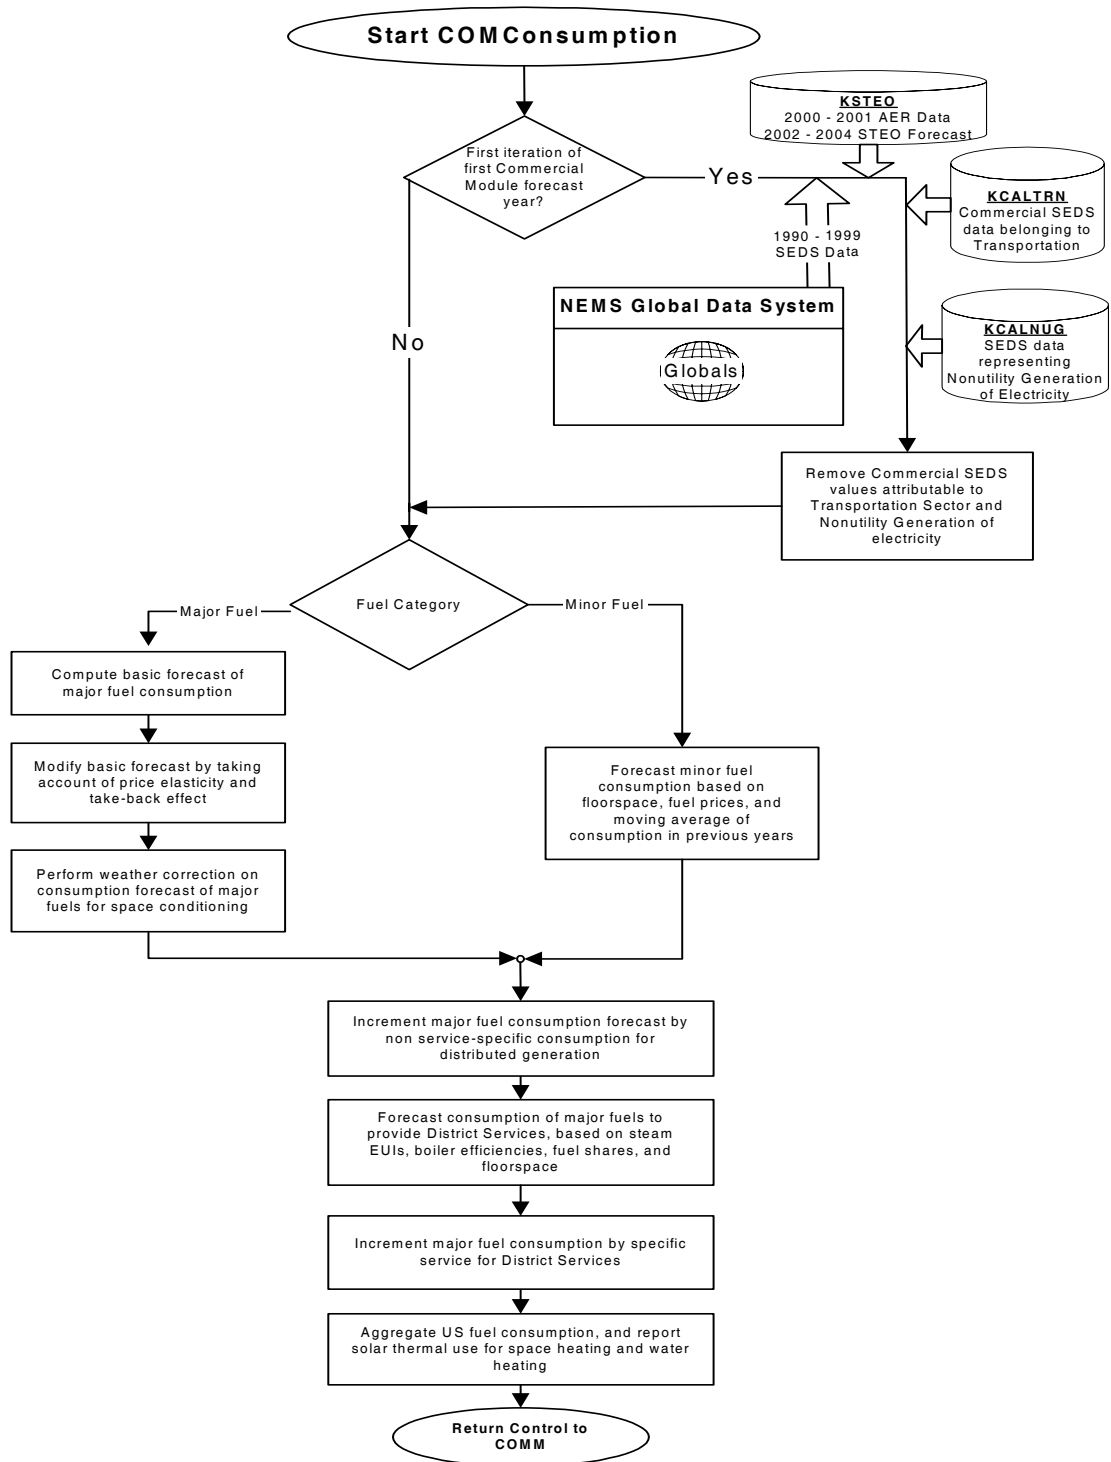 Start COMConsumption
KSTEO
2000 - 2001 AER Data
2002 - 2004 STEO Forecast
First iteration of
first Commercial
Module forecast
year?
Yes
KCALTRN
Commercial SEDS
data belonging to
Transportation
1990 - 1999
SEDS Data
NEMS Global Data System
Globals
No
KCALNUG
SEDS data
representing
Nonutility Generation
of Electricity
Remove Commercial SEDS
values attributable to
Transportation Sector and
Nonutility Generation of
electricity
Fuel Category
Major Fuel
Minor Fuel
Compute basic forecast of
major fuel consumption
Modify basic forecast by taking
account of price elasticity and
take-back effect
Perform weather correction on
consumption forecast of major
fuels for space conditioning
Forecast minor fuel
consumption based on
floorspace, fuel prices, and
moving average of
consumption in previous years
Increment major fuel consumption forecast by
non service-specific consumption for
distributed generation
Forecast consumption of major fuels to
provide District Services, based on steam
EUIs, boiler efficiencies, fuel shares, and
floorspace
Increment major fuel consumption by specific
service for District Services
Aggregate US fuel consumption, and report
solar thermal use for space heating and water
heating
Return Control to
COMM